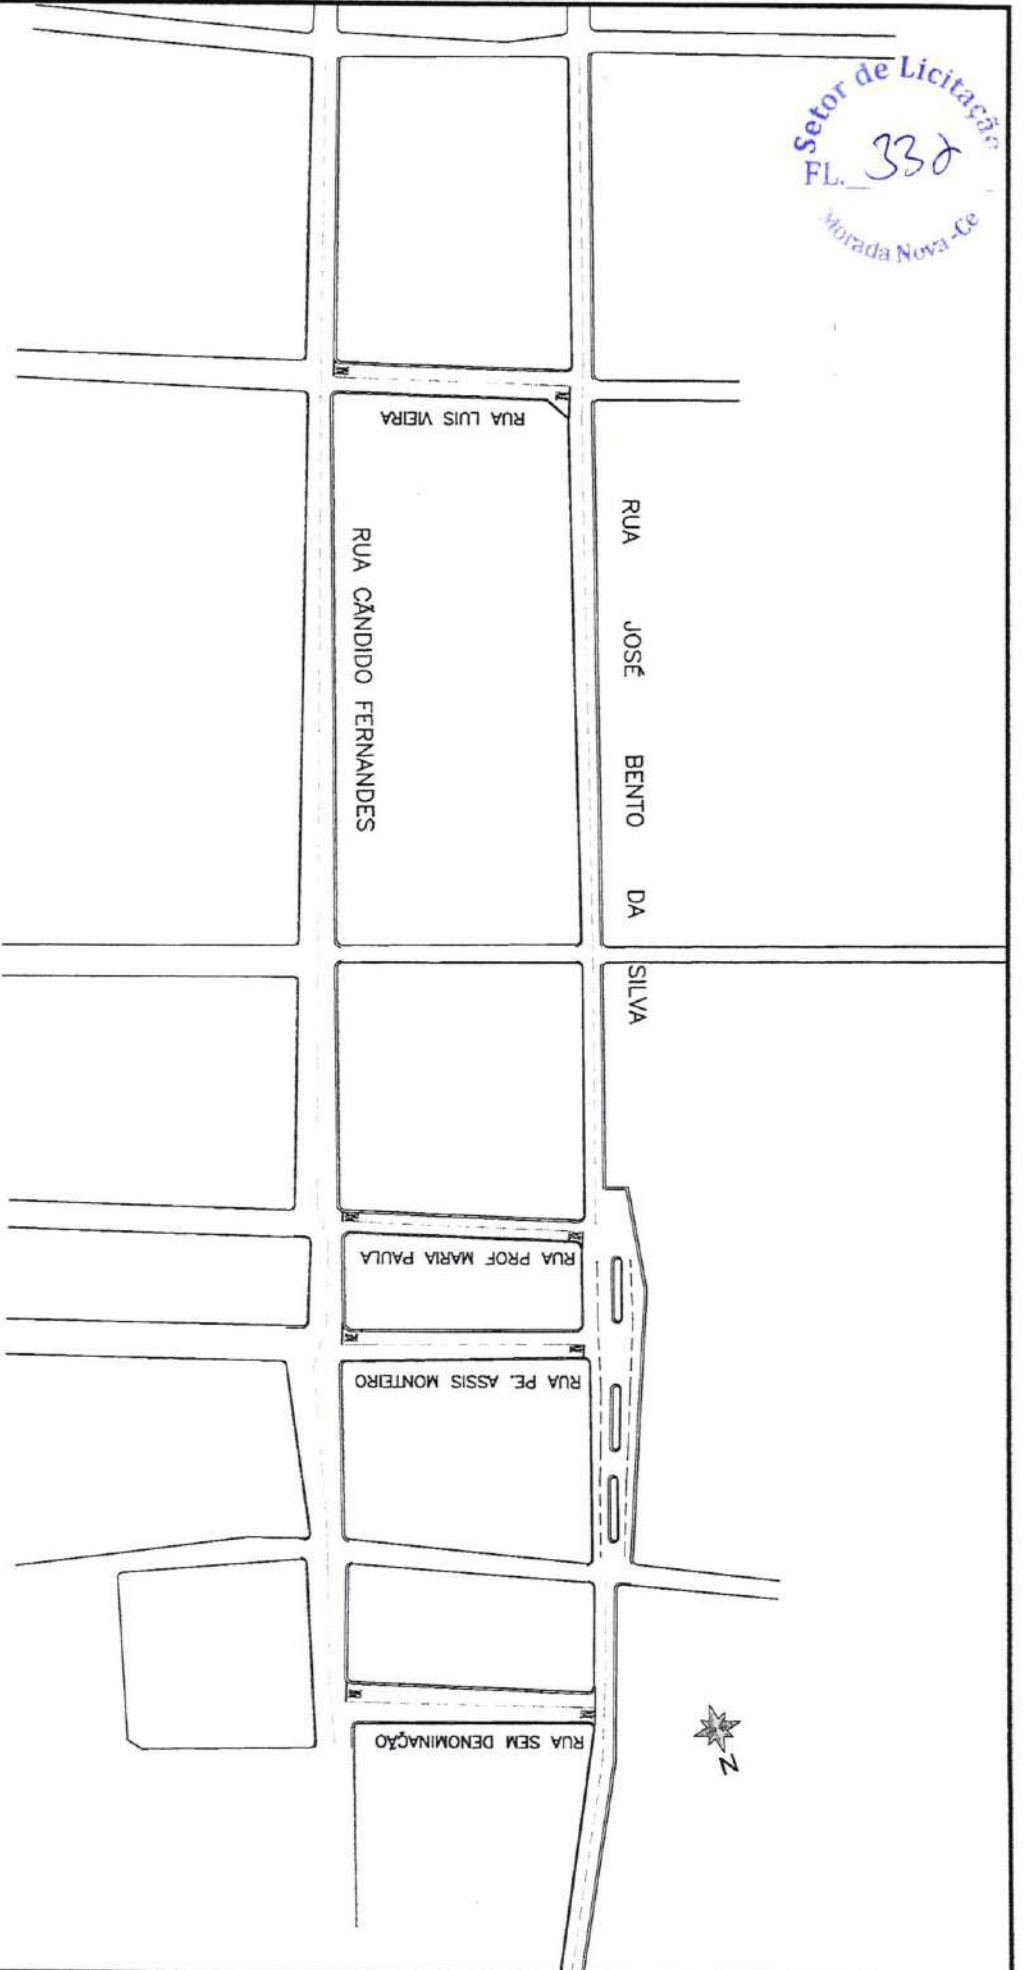 Setor de Licitação
FL. 332
Morada Nova-Ce
RUA LUIS VIEIRA
RUA CÂNDIDO FERNANDES
RUA JOSÉ BENTO DA SILVA
RUA PROF MARIA PAULA
RUA PE. ASSIS MONTEIRO
RUA SEM DENOMINAÇÃO
N